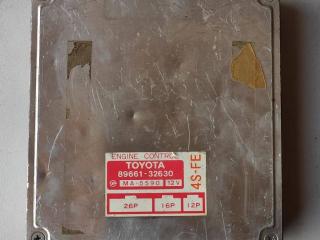 ENGINE CONTROL
TOYOTA
89661-32630
MA-5590 12V
4S-FE
26P 16P 12P